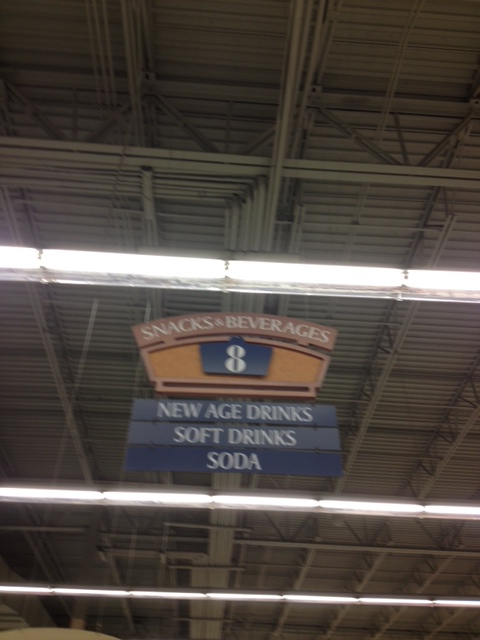 SNACKS & BEVERAGES
8
NEW AGE DRINKS
SOFT DRINKS
SODA